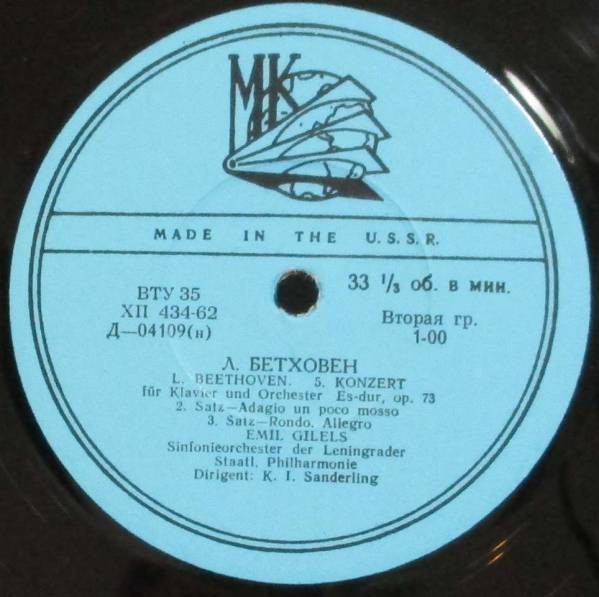 МК
MADE IN THE U.S.S.R.
ВТУ 35
ХП 434-62
Д—04109(н)
33 1/3 об. в мин.
Вторая гр.
1-00
Л. БЕТХОВЕН
L. BEETHOVEN. 5. KONZERT
für Klavier und Orchester Es-dur, op. 73
2. Satz—Adagio un poco mosso
3. Satz—Rondo. Allegro
EMIL GILELS
Sinfonieorchester der Leningrader
Staatl. Philharmonie
Dirigent: K. I. Sanderling